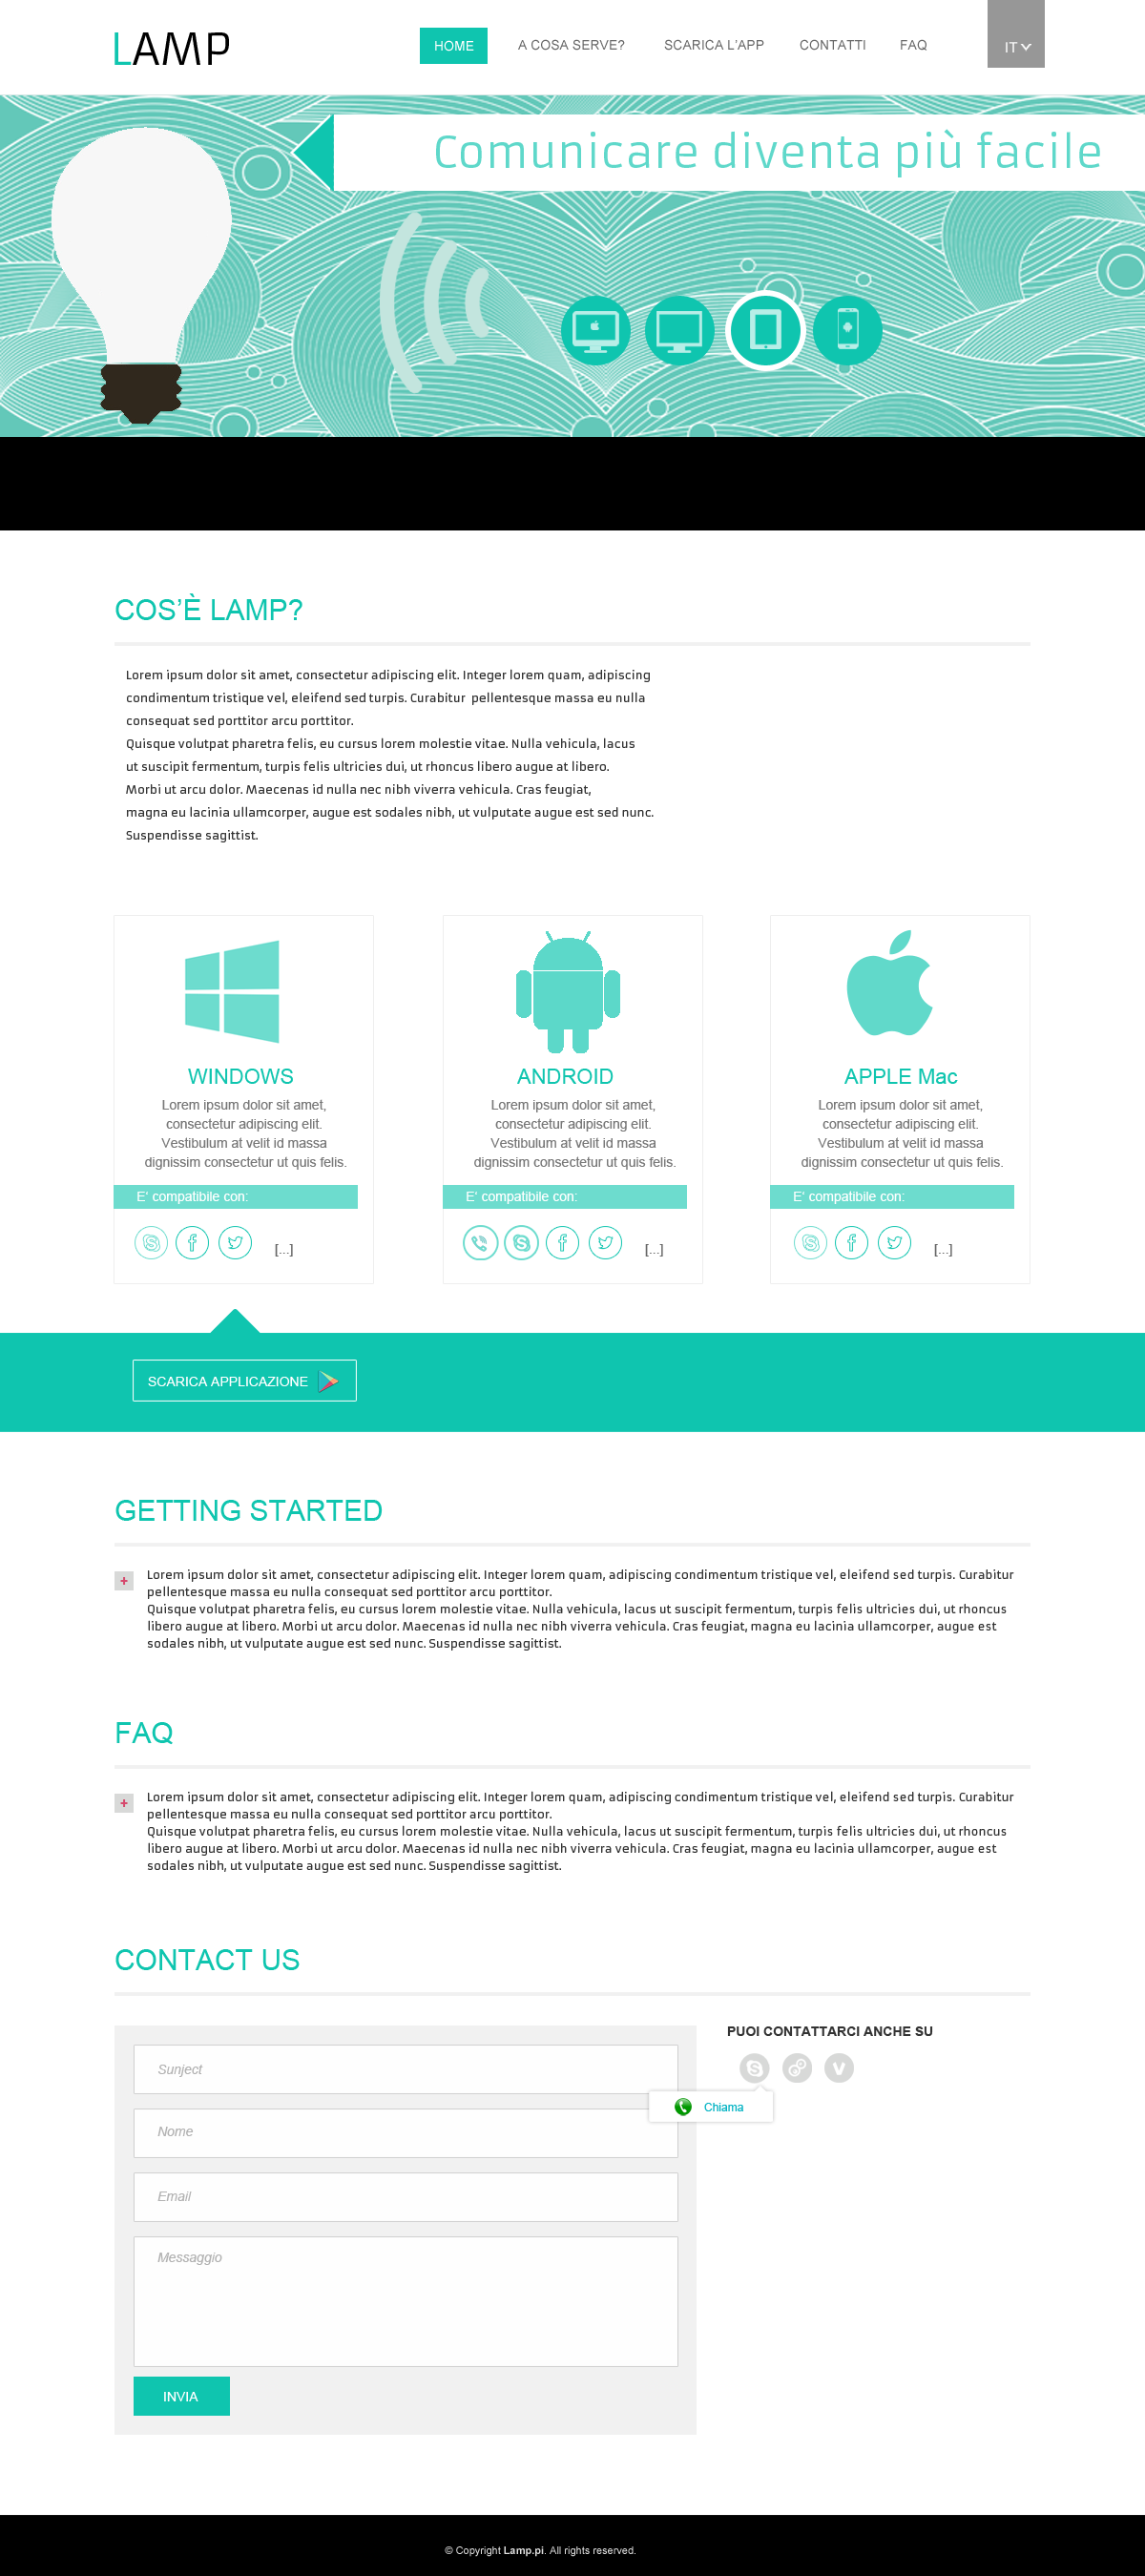 LAMP
HOME
A COSA SERVE?
SCARICA L'APP
CONTATTI
FAQ
IT
Comunicare diventa più facile
COS'È LAMP?
Lorem ipsum dolor sit amet, consectetur adipiscing elit. Integer lorem quam, adipiscing
condimentum tristique vel, eleifend sed turpis. Curabitur pellentesque massa eu nulla
consequat sed porttitor arcu porttitor.
Quisque volutpat pharetra felis, eu cursus lorem molestie vitae. Nulla vehicula, lacus
ut suscipit fermentum, turpis felis ultricies dui, ut rhoncus libero augue at libero.
Morbi ut arcu dolor. Maecenas id nulla nec nibh viverra vehicula. Cras feugiat,
magna eu lacinia ullamcorper, augue est sodales nibh, ut vulputate augue est sed nunc.
Suspendisse sagittist.
WINDOWS
Lorem ipsum dolor sit amet,
consectetur adipiscing elit.
Vestibulum at velit id massa
dignissim consectetur ut quis felis.
E' compatibile con:
[...]
ANDROID
Lorem ipsum dolor sit amet,
consectetur adipiscing elit.
Vestibulum at velit id massa
dignissim consectetur ut quis felis.
E' compatibile con:
[...]
APPLE Mac
Lorem ipsum dolor sit amet,
consectetur adipiscing elit.
Vestibulum at velit id massa
dignissim consectetur ut quis felis.
E' compatibile con:
[...]
SCARICA APPLICAZIONE
GETTING STARTED
+
Lorem ipsum dolor sit amet, consectetur adipiscing elit. Integer lorem quam, adipiscing condimentum tristique vel, eleifend sed turpis. Curabitur
pellentesque massa eu nulla consequat sed porttitor arcu porttitor.
Quisque volutpat pharetra felis, eu cursus lorem molestie vitae. Nulla vehicula, lacus ut suscipit fermentum, turpis felis ultricies dui, ut rhoncus
libero augue at libero. Morbi ut arcu dolor. Maecenas id nulla nec nibh viverra vehicula. Cras feugiat, magna eu lacinia ullamcorper, augue est
sodales nibh, ut vulputate augue est sed nunc. Suspendisse sagittist.
FAQ
+
Lorem ipsum dolor sit amet, consectetur adipiscing elit. Integer lorem quam, adipiscing condimentum tristique vel, eleifend sed turpis. Curabitur
pellentesque massa eu nulla consequat sed porttitor arcu porttitor.
Quisque volutpat pharetra felis, eu cursus lorem molestie vitae. Nulla vehicula, lacus ut suscipit fermentum, turpis felis ultricies dui, ut rhoncus
libero augue at libero. Morbi ut arcu dolor. Maecenas id nulla nec nibh viverra vehicula. Cras feugiat, magna eu lacinia ullamcorper, augue est
sodales nibh, ut vulputate augue est sed nunc. Suspendisse sagittist.
CONTACT US
Sunject
Nome
Email
Messaggio
INVIA
PUOI CONTATTARCI ANCHE SU
Chiama
© Copyright Lamp.pi. All rights reserved.